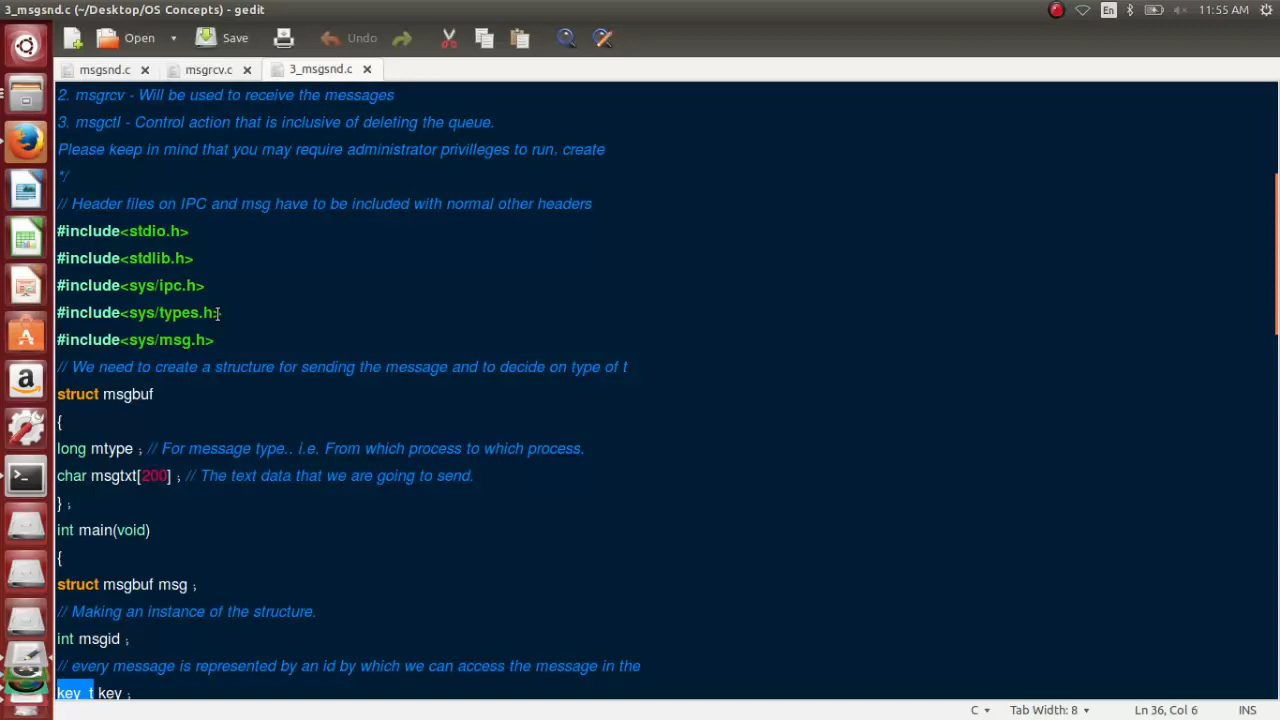 3_msgsnd.c (~/Desktop/OS Concepts) - gedit
En
11:55 AM
Open
Save
Undo
msgsnd.c
msgrcv.c
3_msgsnd.c
2. msgrcv - Will be used to receive the messages
3. msgctl - Control action that is inclusive of deleting the queue.
Please keep in mind that you may require administrator privilleges to run, create
*/
// Header files on IPC and msg have to be included with normal other headers
#include<stdio.h>
#include<stdlib.h>
#include<sys/ipc.h>
#include<sys/types.h>
#include<sys/msg.h>
// We need to create a structure for sending the message and to decide on type of t
struct msgbuf
{
long mtype ; // For message type.. i.e. From which process to which process.
char msgtxt[200] ; // The text data that we are going to send.
} ;
int main(void)
{
struct msgbuf msg ;
// Making an instance of the structure.
int msgid ;
// every message is represented by an id by which we can access the message in the
key_t key ;
C
Tab Width: 8
Ln 36, Col 6
INS